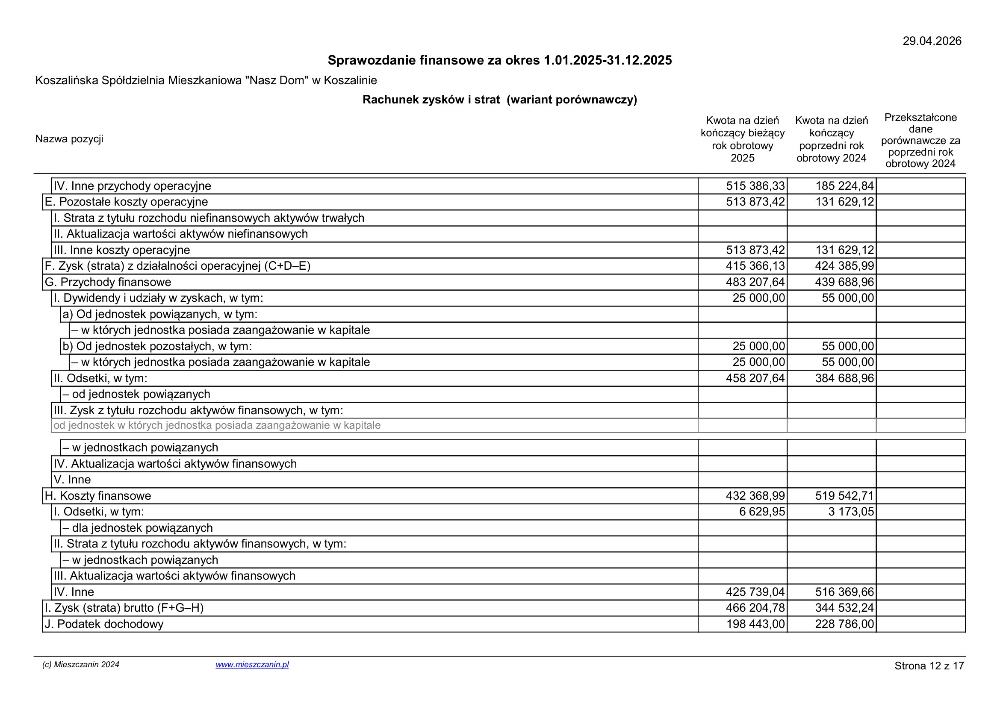 29.04.2026
Sprawozdanie finansowe za okres 1.01.2025-31.12.2025
Koszalińska Spółdzielnia Mieszkaniowa "Nasz Dom" w Koszalinie
Rachunek zysków i strat (wariant porównawczy)
Nazwa pozycji
Kwota na dzień
kończący bieżący
rok obrotowy
2025
Kwota na dzień
kończący
poprzedni rok
obrotowy 2024
Przekształcone
dane
porównawcze za
poprzedni rok
obrotowy 2024
IV. Inne przychody operacyjne 515 386,33 185 224,84
E. Pozostałe koszty operacyjne 513 873,42 131 629,12
I. Strata z tytułu rozchodu niefinansowych aktywów trwałych
II. Aktualizacja wartości aktywów niefinansowych
III. Inne koszty operacyjne 513 873,42 131 629,12
F. Zysk (strata) z działalności operacyjnej (C+D–E) 415 366,13 424 385,99
G. Przychody finansowe 483 207,64 439 688,96
I. Dywidendy i udziały w zyskach, w tym: 25 000,00 55 000,00
a) Od jednostek powiązanych, w tym:
– w których jednostka posiada zaangażowanie w kapitale
b) Od jednostek pozostałych, w tym: 25 000,00 55 000,00
– w których jednostka posiada zaangażowanie w kapitale 25 000,00 55 000,00
II. Odsetki, w tym: 458 207,64 384 688,96
– od jednostek powiązanych
III. Zysk z tytułu rozchodu aktywów finansowych, w tym:
od jednostek w których jednostka posiada zaangażowanie w kapitale
– w jednostkach powiązanych
IV. Aktualizacja wartości aktywów finansowych
V. Inne
H. Koszty finansowe 432 368,99 519 542,71
I. Odsetki, w tym: 6 629,95 3 173,05
– dla jednostek powiązanych
II. Strata z tytułu rozchodu aktywów finansowych, w tym:
– w jednostkach powiązanych
III. Aktualizacja wartości aktywów finansowych
IV. Inne 425 739,04 516 369,66
I. Zysk (strata) brutto (F+G–H) 466 204,78 344 532,24
J. Podatek dochodowy 198 443,00 228 786,00
(c) Mieszczanin 2024 www.mieszczanin.pl Strona 12 z 17